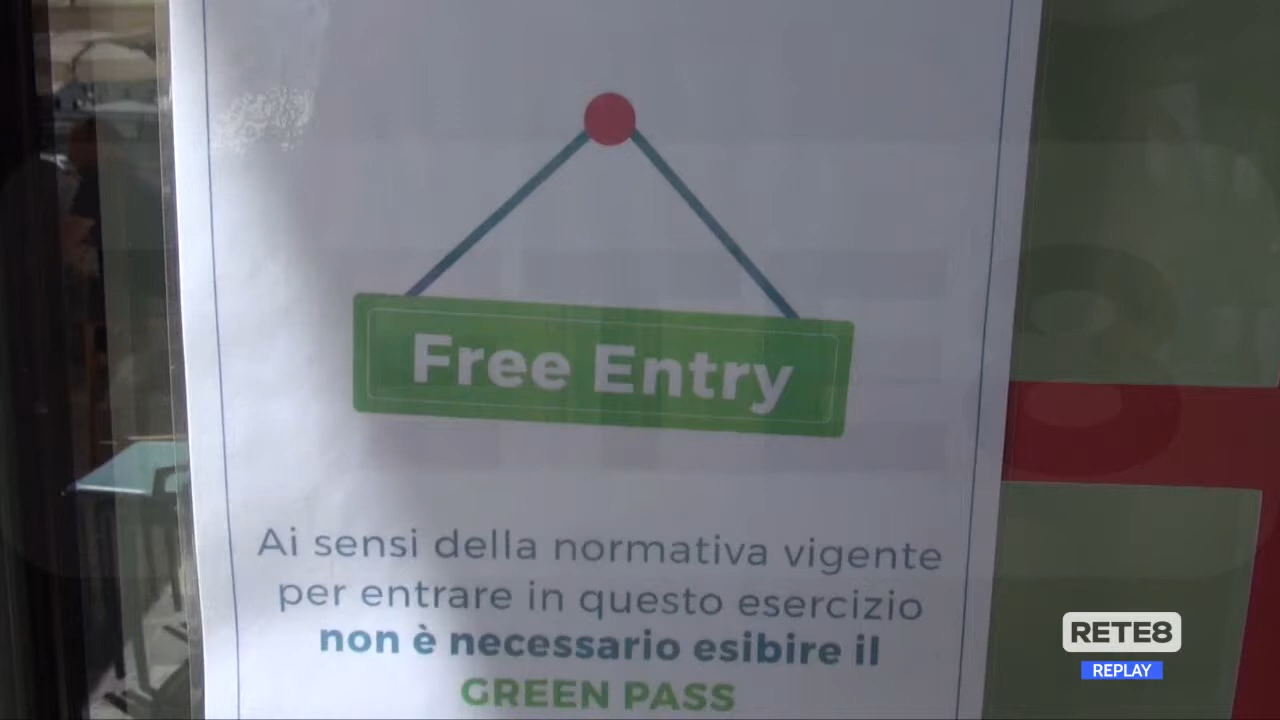 Free Entry
Ai sensi della normativa vigente
per entrare in questo esercizio
non è necessario esibire il
GREEN PASS
RETE8
REPLAY